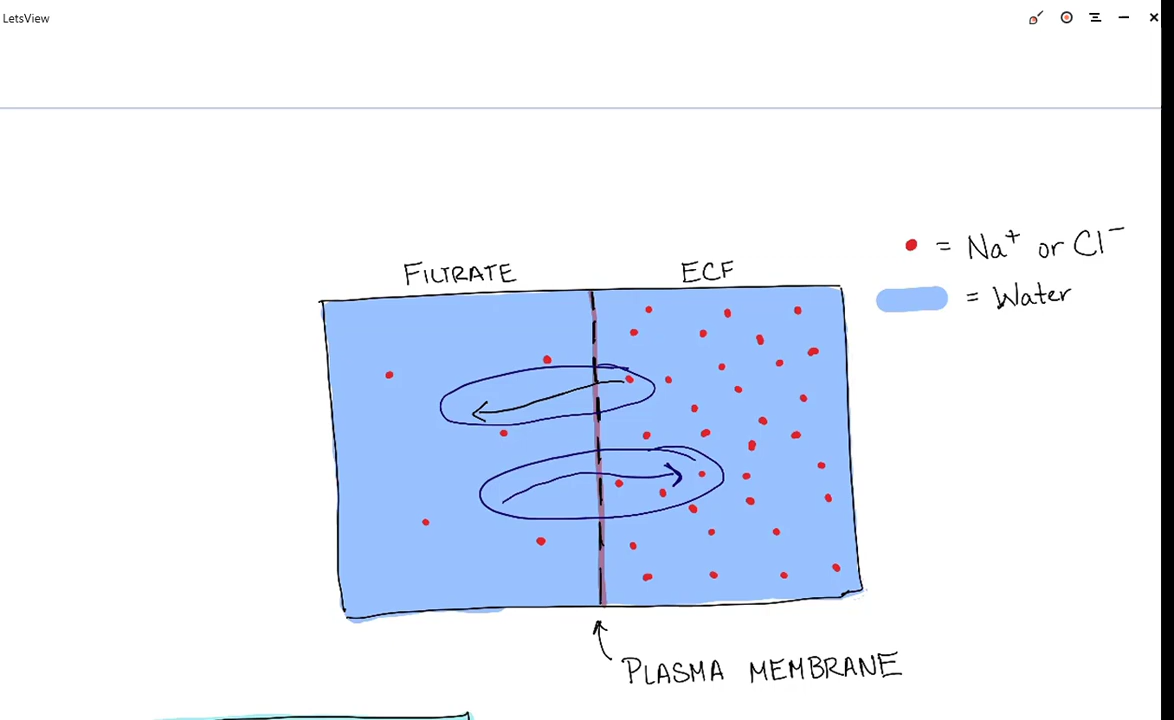 LetsView
= Na⁺ or Cl⁻
FILTRATE ECF
= Water
PLASMA MEMBRANE